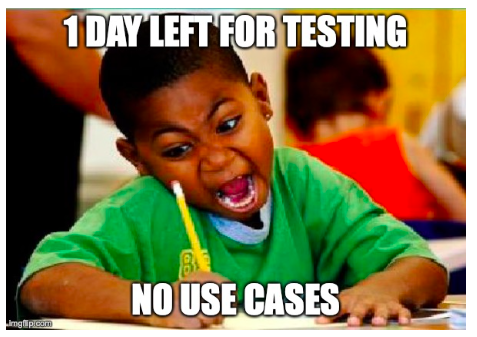 1 DAY LEFT FOR TESTING
NO USE CASES
imgflip.com